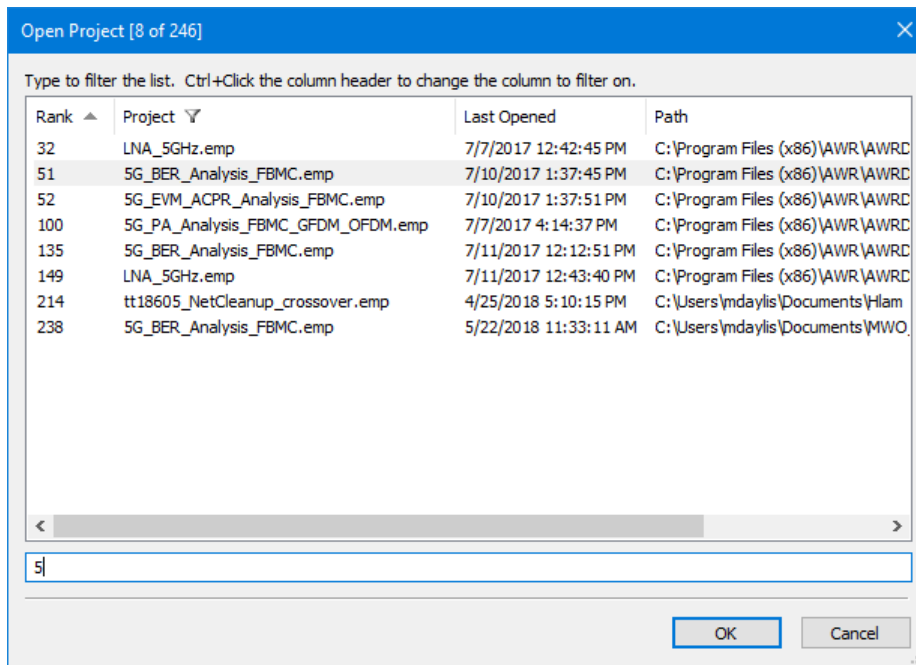 Open Project [8 of 246]
Type to filter the list. Ctrl+Click the column header to change the column to filter on.
Rank Project Last Opened Path
32 LNA_5GHz.emp 7/7/2017 12:42:45 PM C:\Program Files (x86)\AWR\AWRD
51 5G_BER_Analysis_FBMC.emp 7/10/2017 1:37:45 PM C:\Program Files (x86)\AWR\AWRD
52 5G_EVM_ACPR_Analysis_FBMC.emp 7/10/2017 1:37:51 PM C:\Program Files (x86)\AWR\AWRD
100 5G_PA_Analysis_FBMC_GFDM_OFDM.emp 7/7/2017 4:14:37 PM C:\Program Files (x86)\AWR\AWRD
135 5G_BER_Analysis_FBMC.emp 7/11/2017 12:12:51 PM C:\Program Files (x86)\AWR\AWRD
149 LNA_5GHz.emp 7/11/2017 12:43:40 PM C:\Program Files (x86)\AWR\AWRD
214 tt18605_NetCleanup_crossover.emp 4/25/2018 5:10:15 PM C:\Users\mdaylis\Documents\Hlam
238 5G_BER_Analysis_FBMC.emp 5/22/2018 11:33:11 AM C:\Users\mdaylis\Documents\MWO_
5
OK Cancel